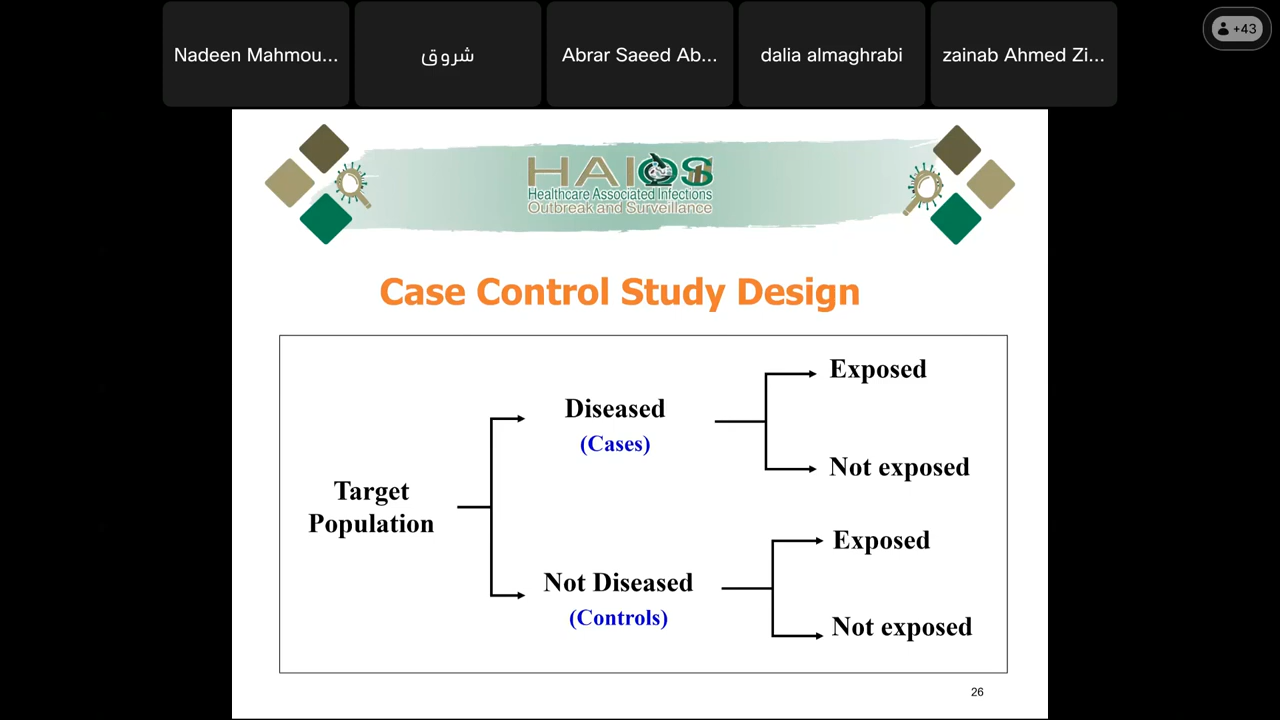 Nadeen Mahmou...
شروق
Abrar Saeed Ab...
dalia almaghrabi
zainab Ahmed Zi...
+43
HAIOS
Healthcare Associated Infections
Outbreak and Surveillance
Case Control Study Design
Exposed
Diseased
(Cases)
Not exposed
Target
Population
Exposed
Not Diseased
(Controls)
Not exposed
26